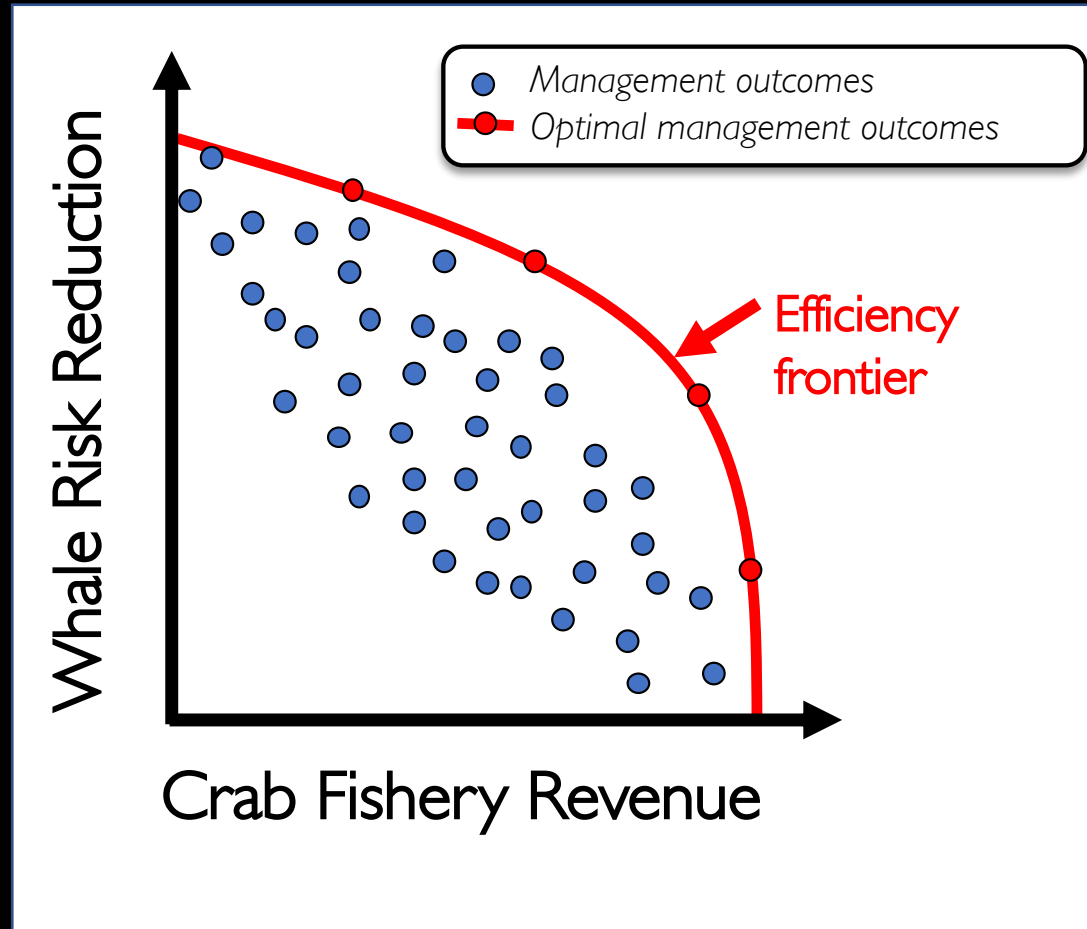 Management outcomes
Optimal management outcomes
Whale Risk Reduction
Efficiency
frontier
Crab Fishery Revenue